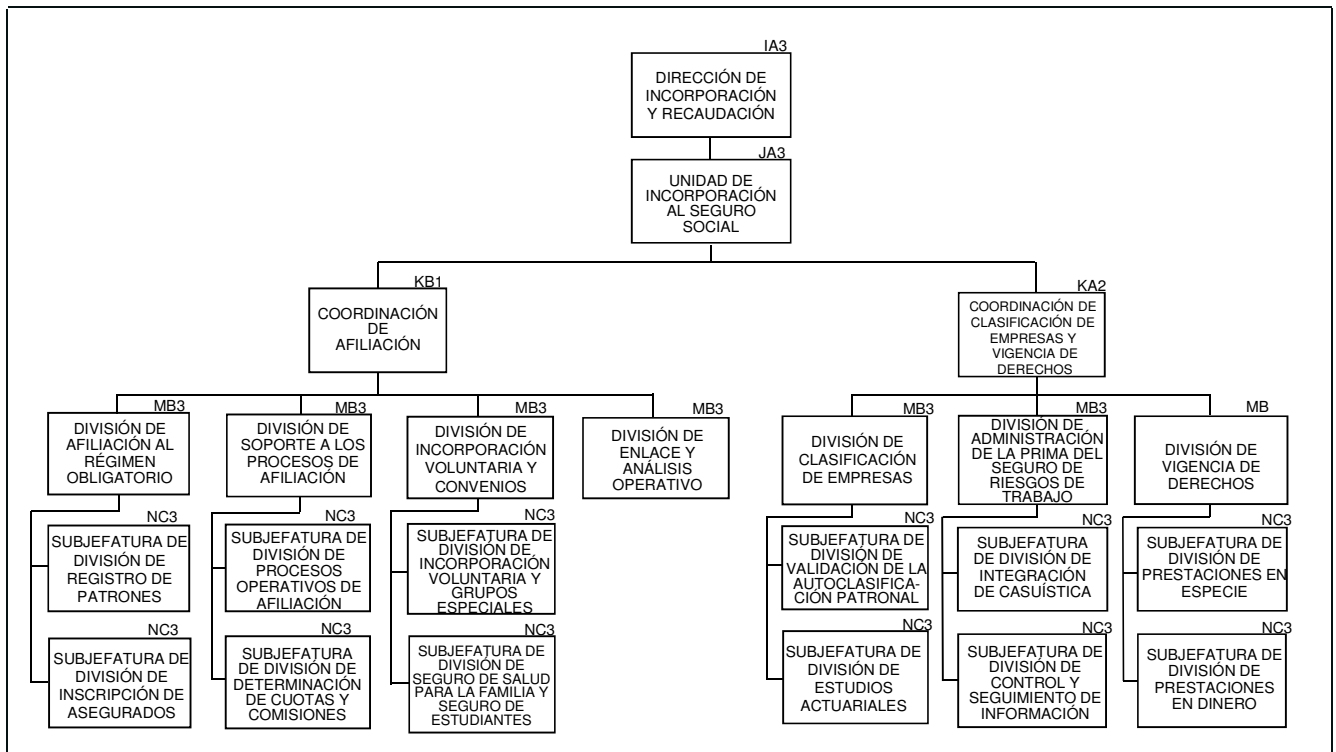 IA3
DIRECCIÓN DE
INCORPORACIÓN
Y RECAUDACIÓN
JA3
UNIDAD DE
INCORPORACIÓN
AL SEGURO
SOCIAL
KB1
COORDINACIÓN
DE
AFILIACIÓN
KA2
COORDINACIÓN DE
CLASIFICACIÓN DE
EMPRESAS Y
VIGENCIA DE
DERECHOS
MB3
DIVISIÓN DE
AFILIACIÓN AL
RÉGIMEN
OBLIGATORIO
MB3
DIVISIÓN DE
SOPORTE A LOS
PROCESOS DE
AFILIACIÓN
MB3
DIVISIÓN DE
INCORPORACIÓN
VOLUNTARIA Y
CONVENIOS
MB3
DIVISIÓN DE
ENLACE Y
ANÁLISIS
OPERATIVO
MB3
DIVISIÓN DE
CLASIFICACIÓN
DE EMPRESAS
MB3
DIVISIÓN DE
ADMINISTRACIÓN
DE LA PRIMA DEL
SEGURO DE
RIESGOS DE
TRABAJO
MB
DIVISIÓN DE
VIGENCIA DE
DERECHOS
NC3
SUBJEFATURA DE
DIVISIÓN DE
REGISTRO DE
PATRONES
NC3
SUBJEFATURA DE
DIVISIÓN DE
PROCESOS
OPERATIVOS DE
AFILIACIÓN
NC3
SUBJEFATURA DE
DIVISIÓN DE
INCORPORACIÓN
VOLUNTARIA Y
GRUPOS
ESPECIALES
NC3
SUBJEFATURA DE
DIVISIÓN DE
VALIDACIÓN DE LA
AUTOCLASIFICA-
CIÓN PATRONAL
NC3
SUBJEFATURA
DE DIVISIÓN DE
INTEGRACIÓN
DE CASUÍSTICA
NC3
SUBJEFATURA DE
DIVISIÓN DE
PRESTACIONES EN
ESPECIE
NC3
SUBJEFATURA DE
DIVISIÓN DE
INSCRIPCIÓN DE
ASEGURADOS
NC3
SUBJEFATURA
DE DIVISIÓN DE
DETERMINACIÓN
DE CUOTAS Y
COMISIONES
NC3
SUBJEFATURA DE
DIVISIÓN DE
SEGURO DE SALUD
PARA LA FAMILIA Y
SEGURO DE
ESTUDIANTES
NC3
SUBJEFATURA DE
DIVISIÓN DE
ESTUDIOS
ACTUARIALES
NC3
SUBJEFATURA DE
DIVISIÓN DE
CONTROL Y
SEGUIMIENTO DE
INFORMACIÓN
NC3
SUBJEFATURA DE
DIVISIÓN DE
PRESTACIONES
EN DINERO